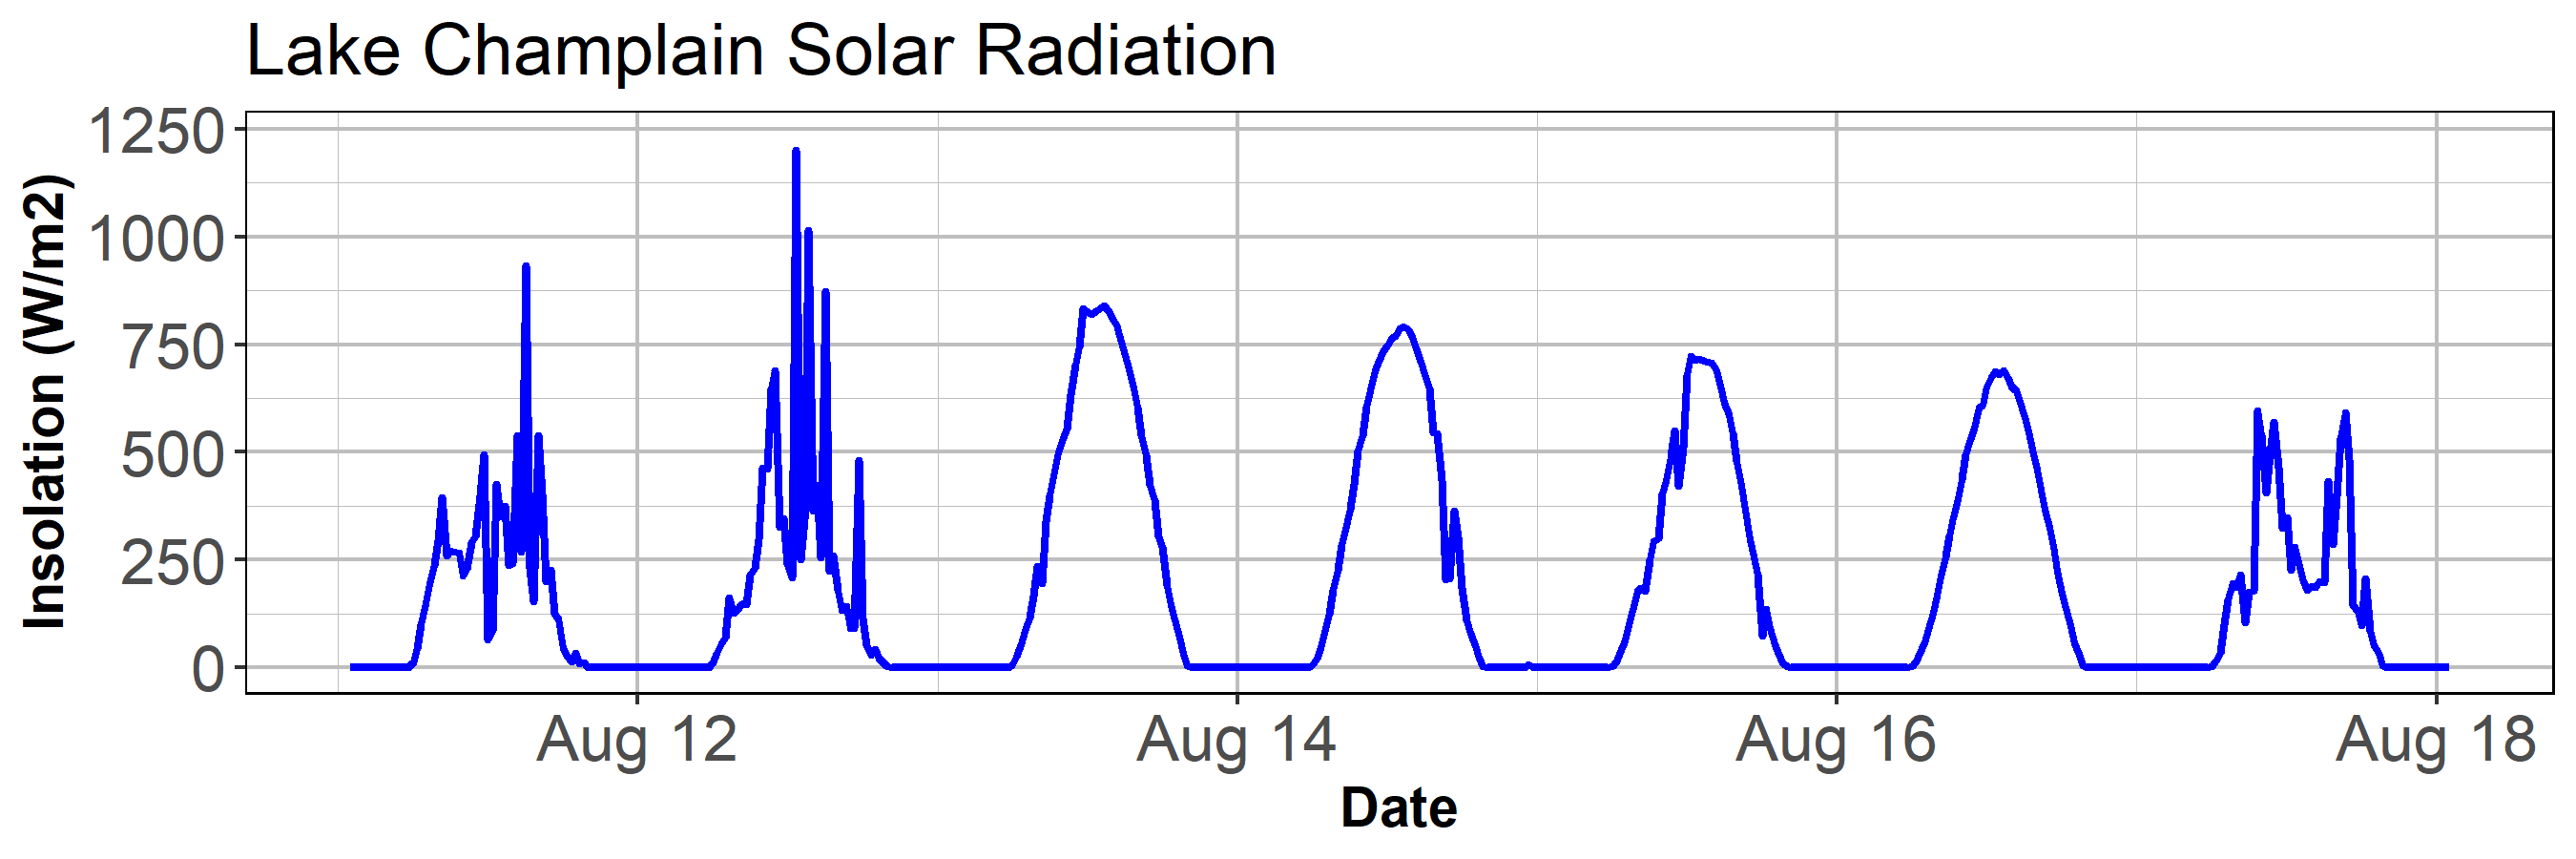 Lake Champlain Solar Radiation
1250
1000
750
500
250
0
Insolation (W/m2)
Aug 12 Aug 14 Aug 16 Aug 18
Date